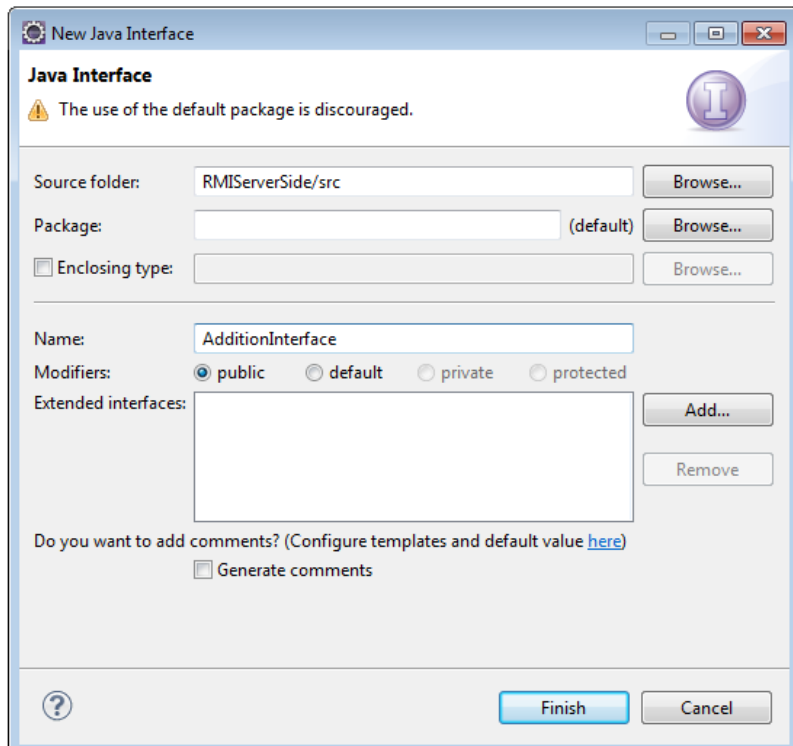 New Java Interface
Java Interface
The use of the default package is discouraged.
Source folder: RMIServerSide/src Browse...
Package: (default) Browse...
Enclosing type: Browse...
Name: AdditionInterface
Modifiers: public default private protected
Extended interfaces: Add...
Remove
Do you want to add comments? (Configure templates and default value here)
Generate comments
? Finish Cancel